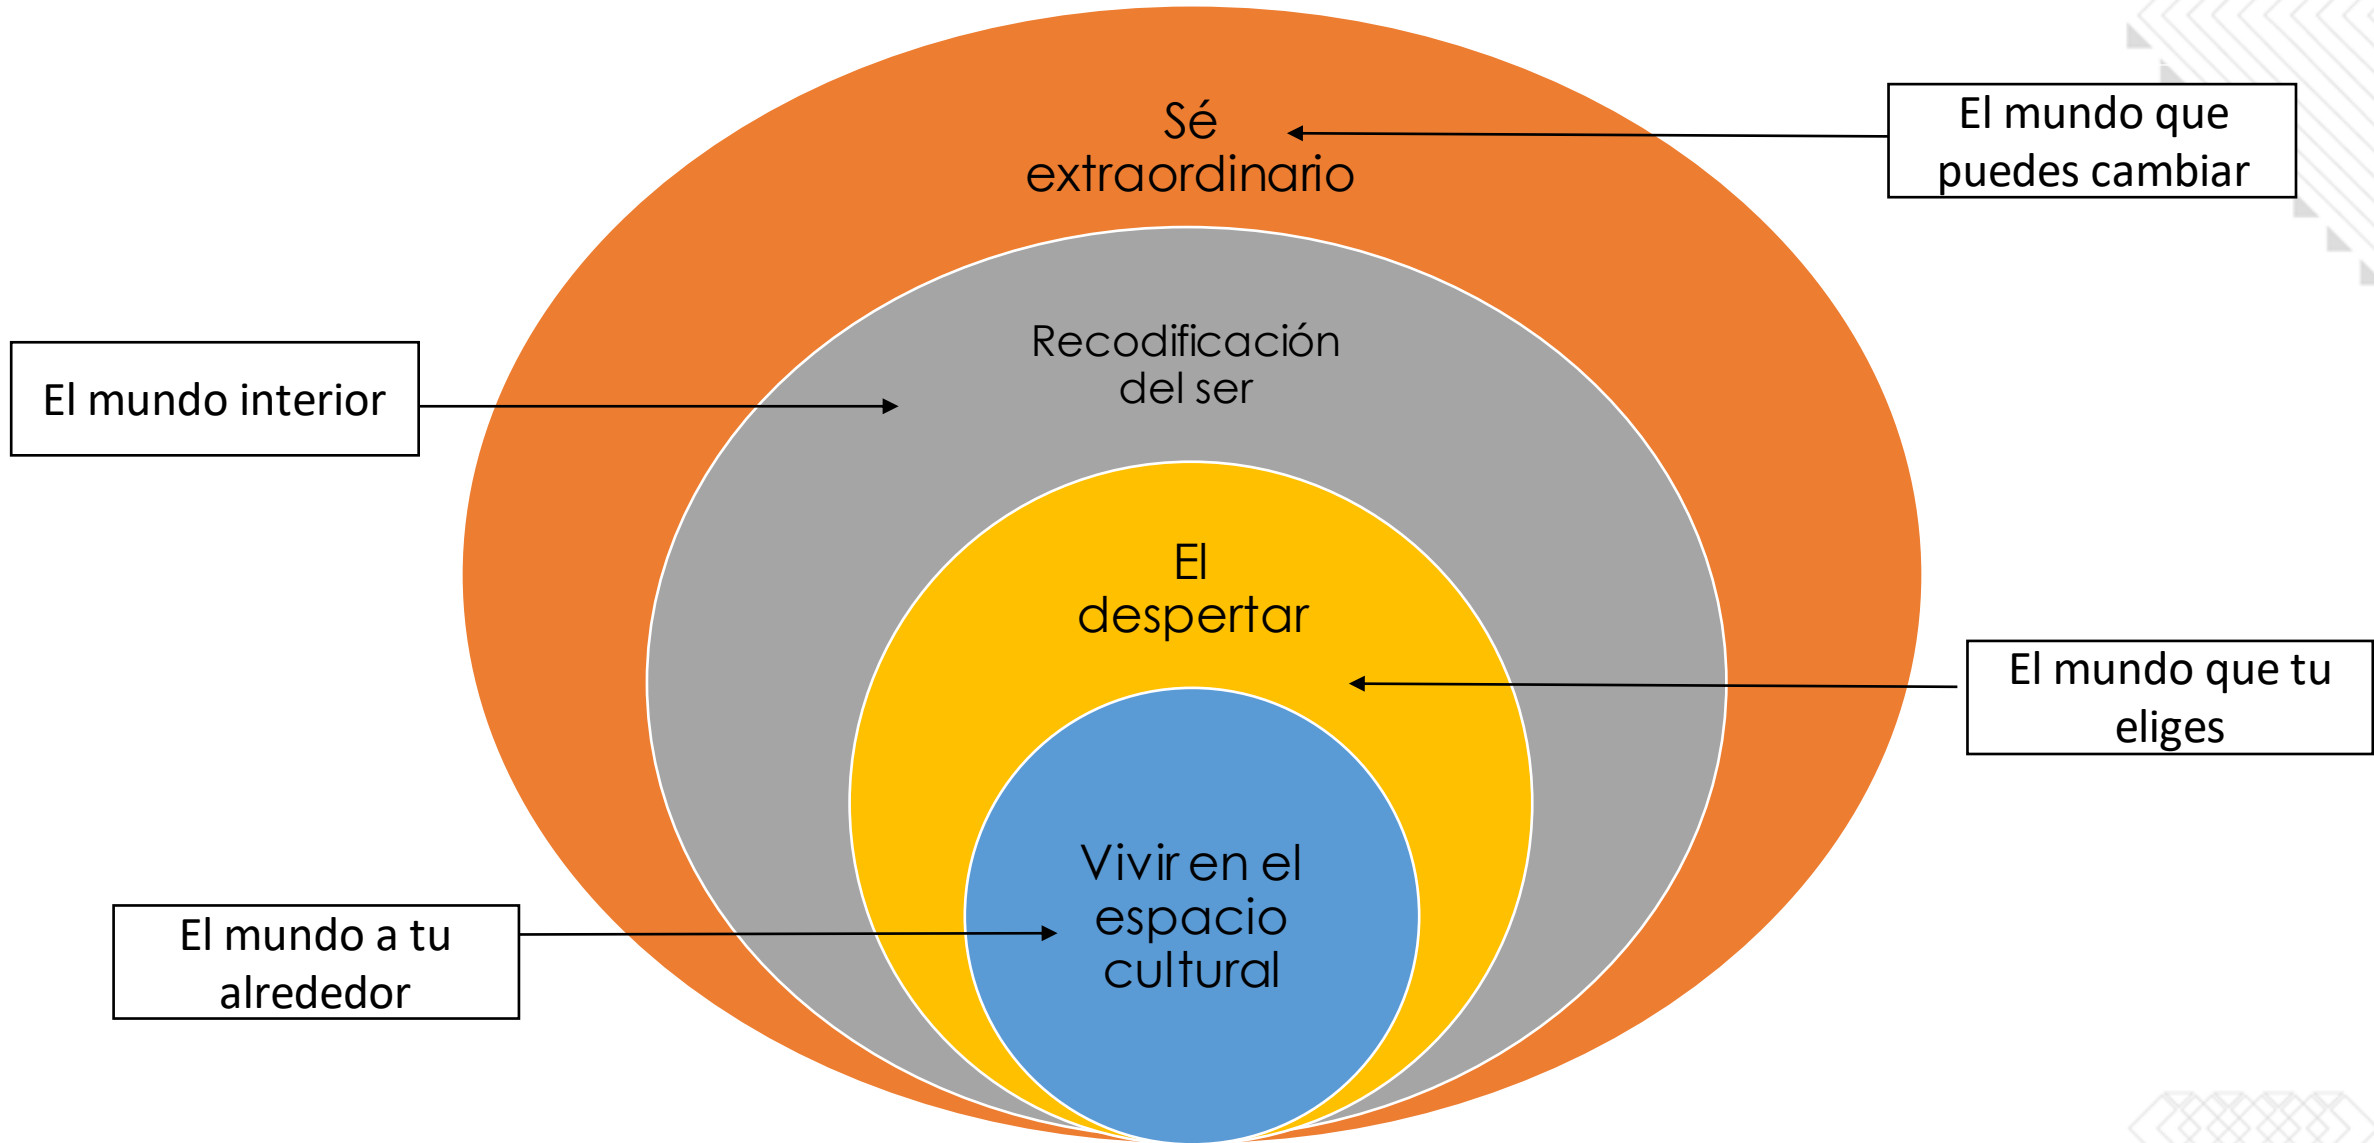 Sé
extraordinario
El mundo que
puedes cambiar
Recodificación
del ser
El mundo interior
El
despertar
El mundo que tu
eliges
Vivir en el
espacio
cultural
El mundo a tu
alrededor